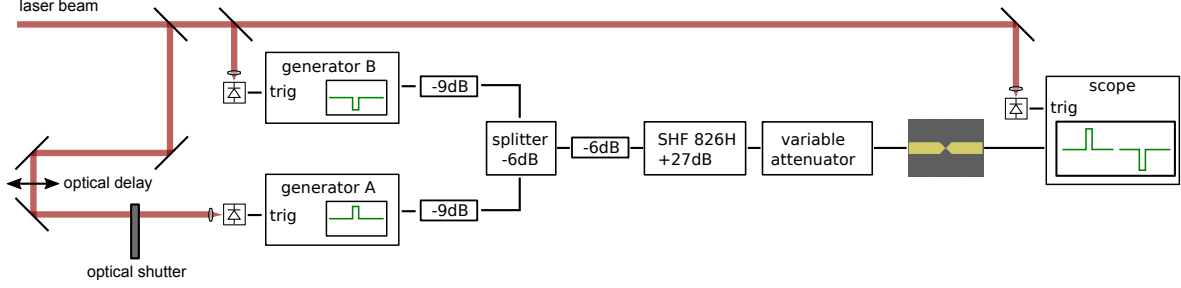 laser beam
generator B
trig
-9dB
scope
trig
splitter
-6dB
-6dB
SHF 826H
+27dB
variable
attenuator
optical delay
generator A
trig
-9dB
optical shutter